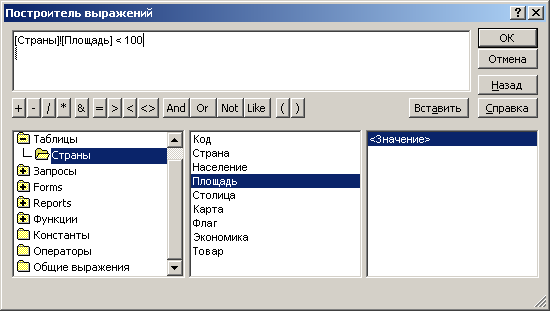 Построитель выражений
[Страны]![Площадь] < 100
OK
Отмена
Назад
+ - / * & = > < <> And Or Not Like ( ) Вставить Справка
Таблицы
Страны
Запросы
Forms
Reports
Функции
Константы
Операторы
Общие выражения
Код
Страна
Население
Площадь
Столица
Карта
Флаг
Экономика
Товар
<Значение>